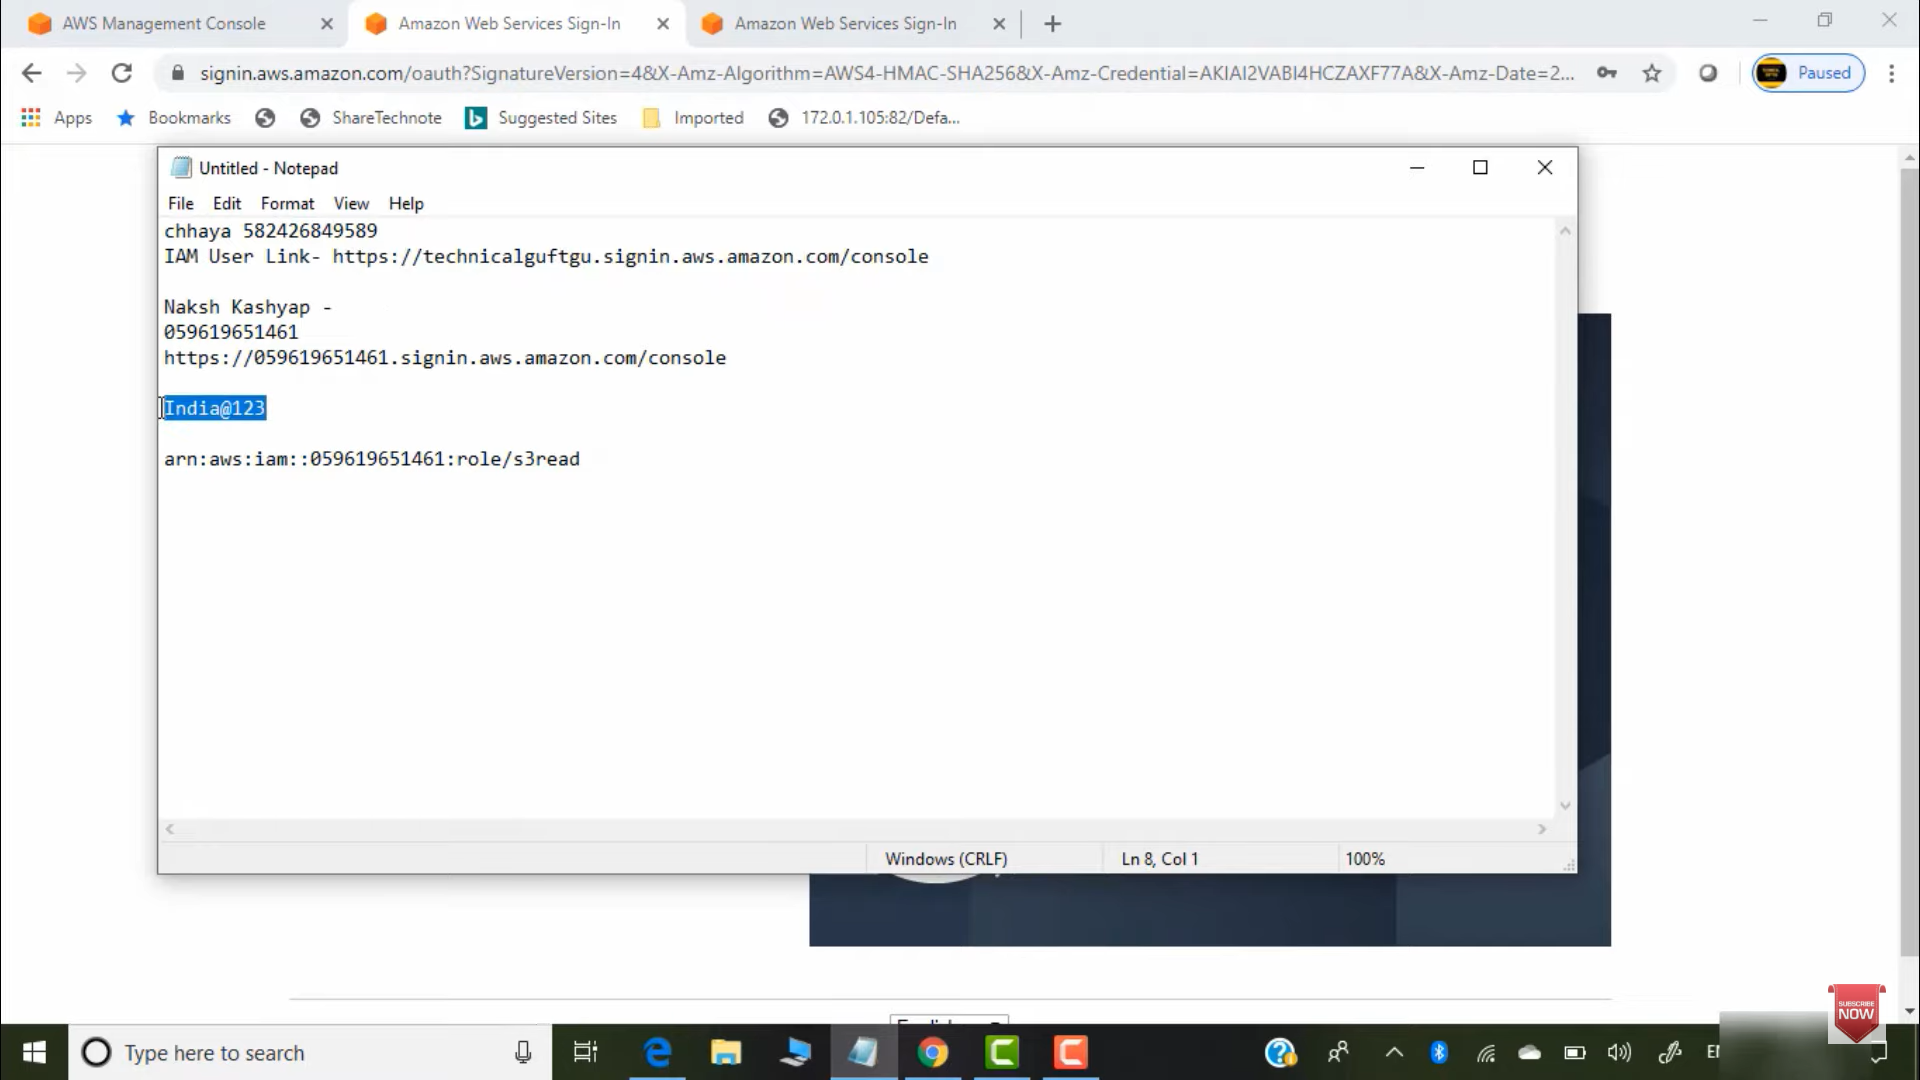 AWS Management Console
Amazon Web Services Sign-In
Amazon Web Services Sign-In
signin.aws.amazon.com/oauth?SignatureVersion=4&X-Amz-Algorithm=AWS4-HMAC-SHA256&X-Amz-Credential=AKIAI2VABI4HCZAXF77A&X-Amz-Date=2...
Paused
Apps
Bookmarks
ShareTechnote
Suggested Sites
Imported
172.0.1.105:82/Defa...
Untitled - Notepad
File Edit Format View Help
chhaya 582426849589
IAM User Link- https://technicalguftgu.signin.aws.amazon.com/console
Naksh Kashyap -
059619651461
https://059619651461.signin.aws.amazon.com/console
India@123
arn:aws:iam::059619651461:role/s3read
Windows (CRLF)
Ln 8, Col 1
100%
SUBSCRIBE
NOW
Type here to search